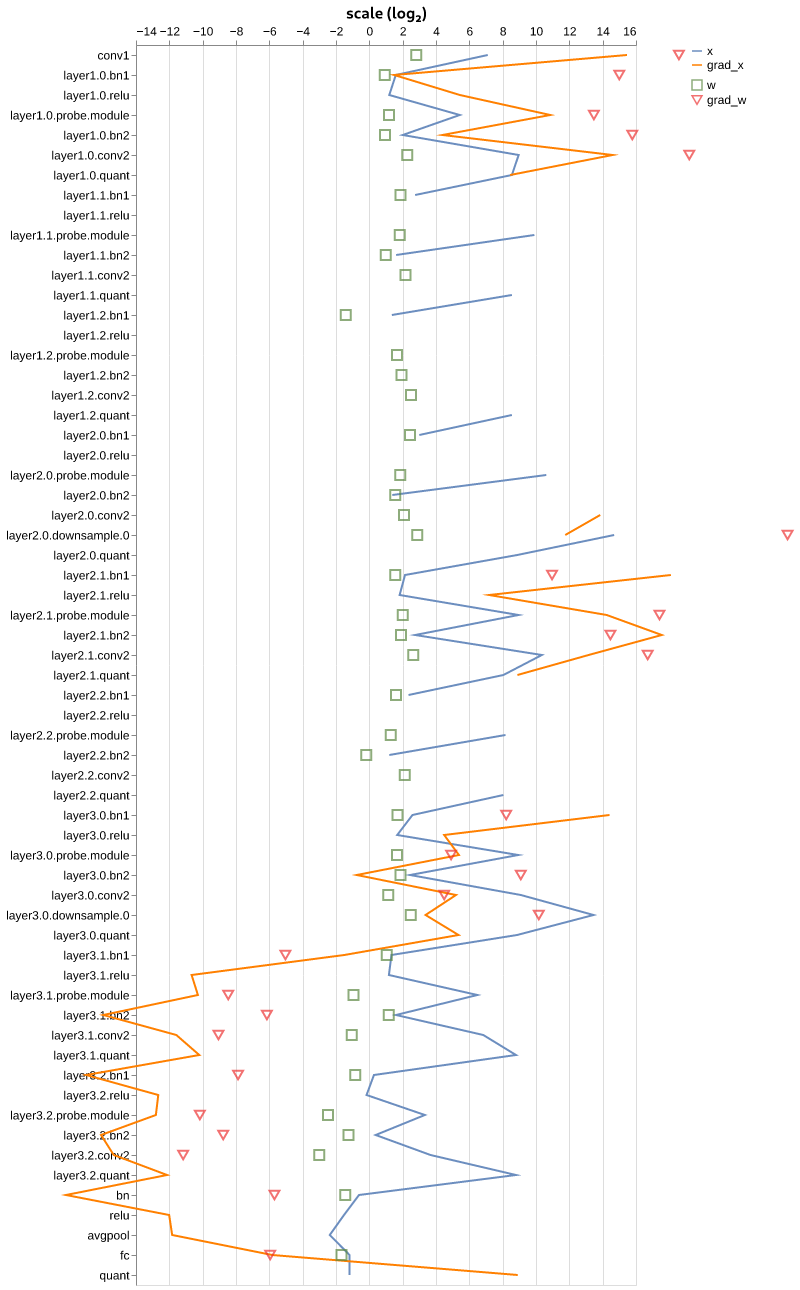 scale (log₂)
−14 −12 −10 −8 −6 −4 −2 0 2 4 6 8 10 12 14 16
conv1
layer1.0.bn1
layer1.0.relu
layer1.0.probe.module
layer1.0.bn2
layer1.0.conv2
layer1.0.quant
layer1.1.bn1
layer1.1.relu
layer1.1.probe.module
layer1.1.bn2
layer1.1.conv2
layer1.1.quant
layer1.2.bn1
layer1.2.relu
layer1.2.probe.module
layer1.2.bn2
layer1.2.conv2
layer1.2.quant
layer2.0.bn1
layer2.0.relu
layer2.0.probe.module
layer2.0.bn2
layer2.0.conv2
layer2.0.downsample.0
layer2.0.quant
layer2.1.bn1
layer2.1.relu
layer2.1.probe.module
layer2.1.bn2
layer2.1.conv2
layer2.1.quant
layer2.2.bn1
layer2.2.relu
layer2.2.probe.module
layer2.2.bn2
layer2.2.conv2
layer2.2.quant
layer3.0.bn1
layer3.0.relu
layer3.0.probe.module
layer3.0.bn2
layer3.0.conv2
layer3.0.downsample.0
layer3.0.quant
layer3.1.bn1
layer3.1.relu
layer3.1.probe.module
layer3.1.bn2
layer3.1.conv2
layer3.1.quant
layer3.2.bn1
layer3.2.relu
layer3.2.probe.module
layer3.2.bn2
layer3.2.conv2
layer3.2.quant
bn
relu
avgpool
fc
quant
x
grad_x
w
grad_w